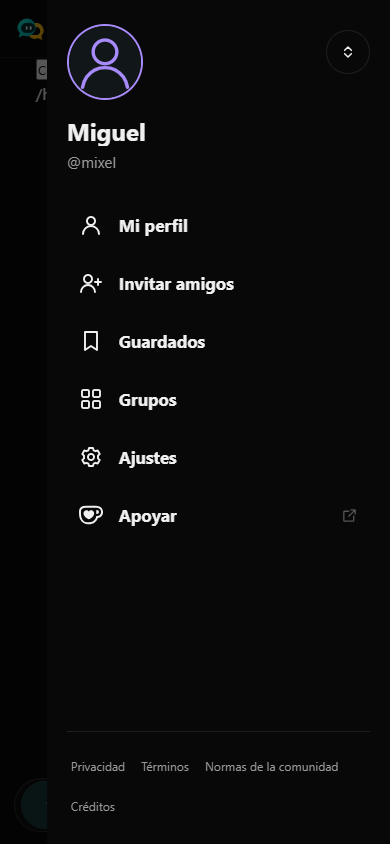 Miguel
@mixel
Mi perfil
Invitar amigos
Guardados
Grupos
Ajustes
Apoyar
Privacidad Términos Normas de la comunidad
Créditos